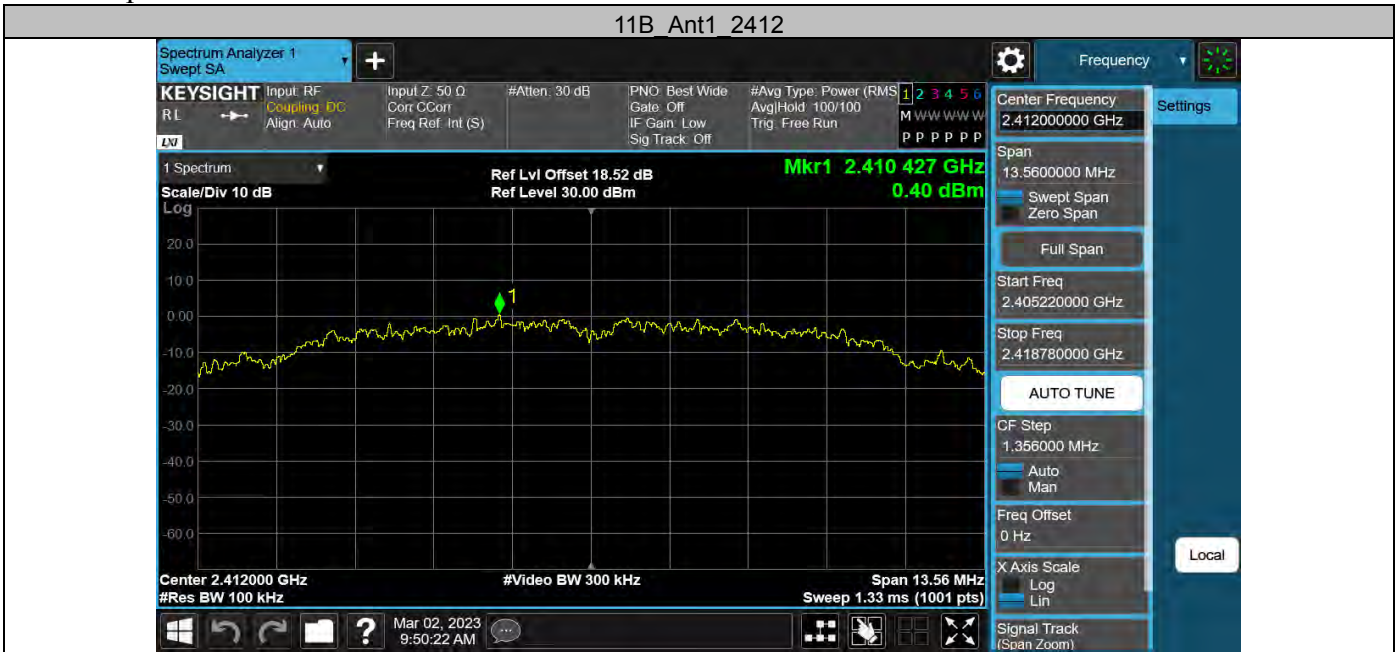 11B_Ant1_2412
Spectrum Analyzer 1
Swept SA
Frequency
KEYSIGHT
RL
LXI
Input: RF
Coupling: DC
Align: Auto
Input Z: 50 Ω
Corr CCorr
Freq Ref: Int (S)
#Atten: 30 dB
PNO: Best Wide
Gate: Off
IF Gain: Low
Sig Track: Off
#Avg Type: Power (RMS
Avg|Hold: 100/100
Trig: Free Run
1 2 3 4 5 6
M W W W W W
P P P P P P
1 Spectrum
Scale/Div 10 dB
Ref Lvl Offset 18.52 dB
Ref Level 30.00 dBm
Mkr1 2.410 427 GHz
0.40 dBm
Log
20.0
10.0
0.00
-10.0
-20.0
-30.0
-40.0
-50.0
-60.0
1
Center 2.412000 GHz
#Res BW 100 kHz
#Video BW 300 kHz
Span 13.56 MHz
Sweep 1.33 ms (1001 pts)
Center Frequency
2.412000000 GHz
Settings
Span
13.5600000 MHz
Swept Span
Zero Span
Full Span
Start Freq
2.405220000 GHz
Stop Freq
2.418780000 GHz
AUTO TUNE
CF Step
1.356000 MHz
Auto
Man
Freq Offset
0 Hz
X Axis Scale
Log
Lin
Local
Signal Track
(Span Zoom)
?
Mar 02, 2023
9:50:22 AM